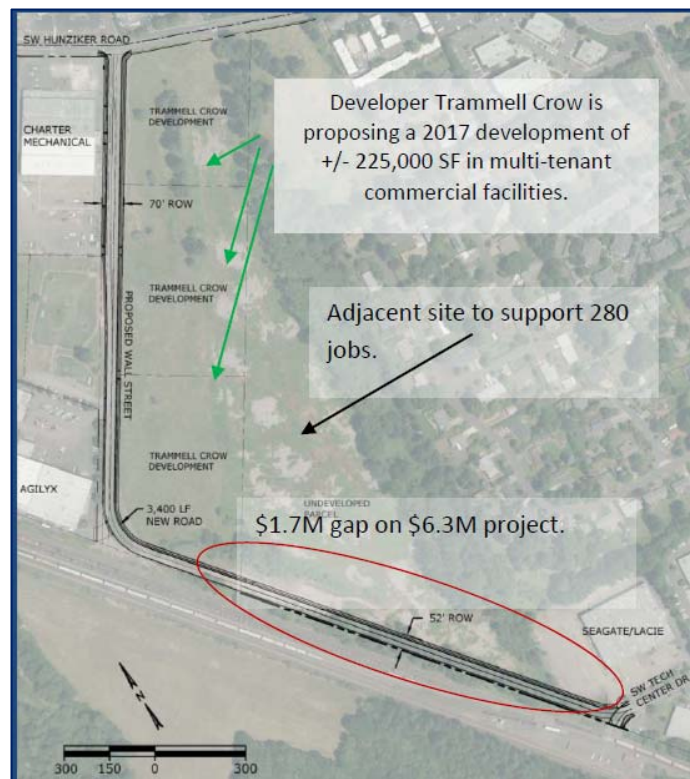 SW HUNZIKER ROAD
TRAMMELL CROW
DEVELOPMENT
CHARTER
MECHANICAL
Developer Trammell Crow is
proposing a 2017 development of
+/- 225,000 SF in multi-tenant
commercial facilities.
70' ROW
TRAMMELL CROW
DEVELOPMENT
PROPOSED WALL STREET
Adjacent site to support 280
jobs.
TRAMMELL CROW
DEVELOPMENT
AGILYX
3,400 LF
NEW ROAD
UNDEVELOPED
PARCEL
$1.7M gap on $6.3M project.
52' ROW
SEAGATE/LACIE
SW TECH
CENTER DR
N
300 150 0 300